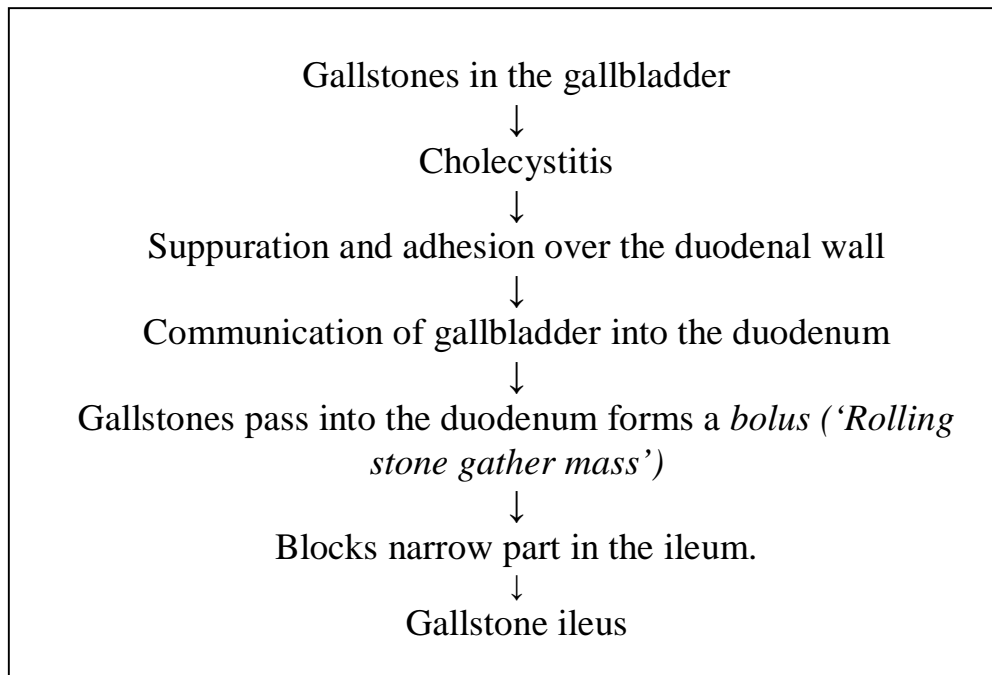 Gallstones in the gallbladder
↓
Cholecystitis
↓
Suppuration and adhesion over the duodenal wall
↓
Communication of gallbladder into the duodenum
↓
Gallstones pass into the duodenum forms a bolus (‘Rolling
stone gather mass’)
↓
Blocks narrow part in the ileum.
↓
Gallstone ileus